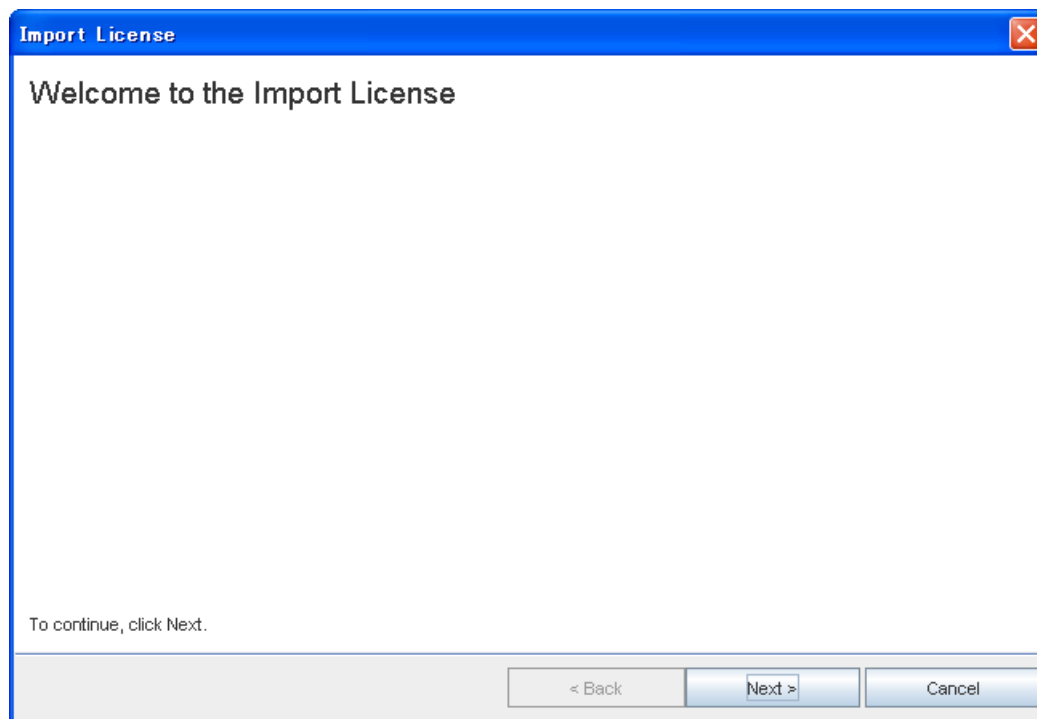 Import License
Welcome to the Import License
To continue, click Next.
< Back
Next >
Cancel